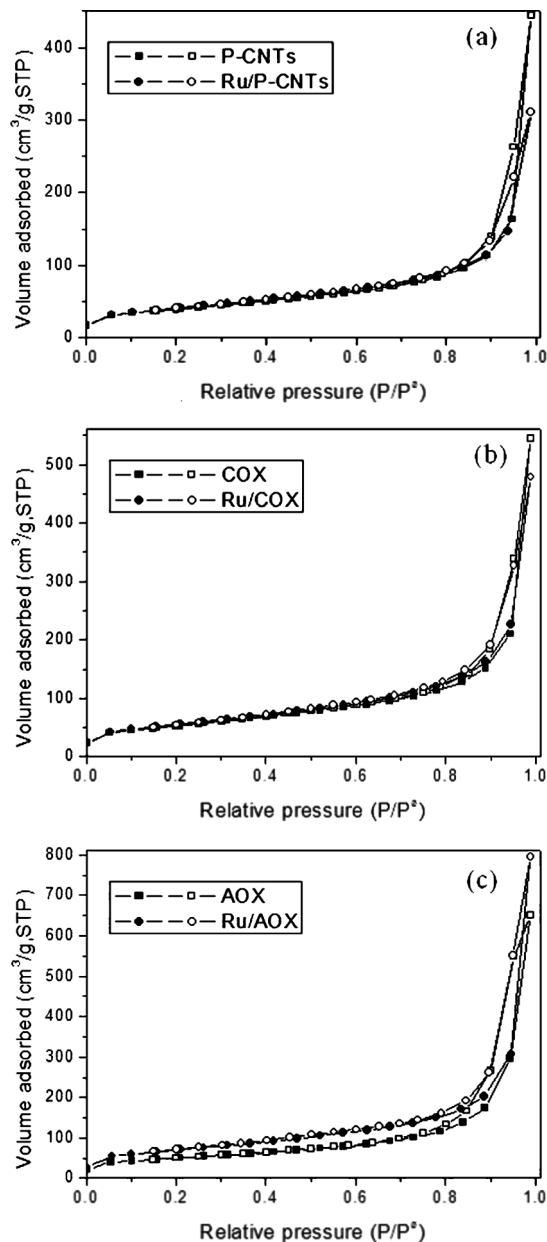 (a)
P-CNTs
Ru/P-CNTs
Volume adsorbed (cm³/g,STP)
400
300
200
100
0
0.0 0.2 0.4 0.6 0.8 1.0
Relative pressure (P/Pª)
(b)
COX
Ru/COX
Volume adsorbed (cm³/g,STP)
500
400
300
200
100
0
0.0 0.2 0.4 0.6 0.8 1.0
Relative pressure (P/Pª)
(c)
AOX
Ru/AOX
Volume adsorbed (cm³/g,STP)
800
700
600
500
400
300
200
100
0
0.0 0.2 0.4 0.6 0.8 1.0
Relative pressure (P/Pª)